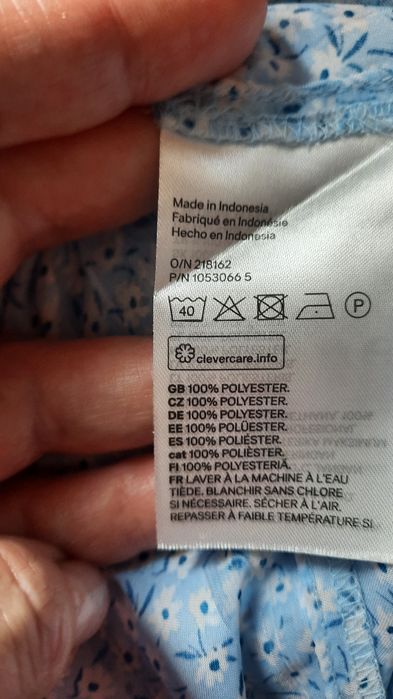 Made in Indonesia
Fabriqué en Indonésie
Hecho en Indonesia
O/N 218162
P/N 1053066 5
40
P
clevercare.info
GB 100% POLYESTER.
CZ 100% POLYESTER.
DE 100% POLYESTER.
EE 100% POLÜESTER.
ES 100% POLIÉSTER.
cat 100% POLIÈSTER.
FI 100% POLYESTERIÄ.
FR LAVER À LA MACHINE À L'EAU
TIÈDE. BLANCHIR SANS CHLORE
SI NÉCESSAIRE. SÉCHER À L'AIR.
REPASSER À FAIBLE TEMPÉRATURE SI